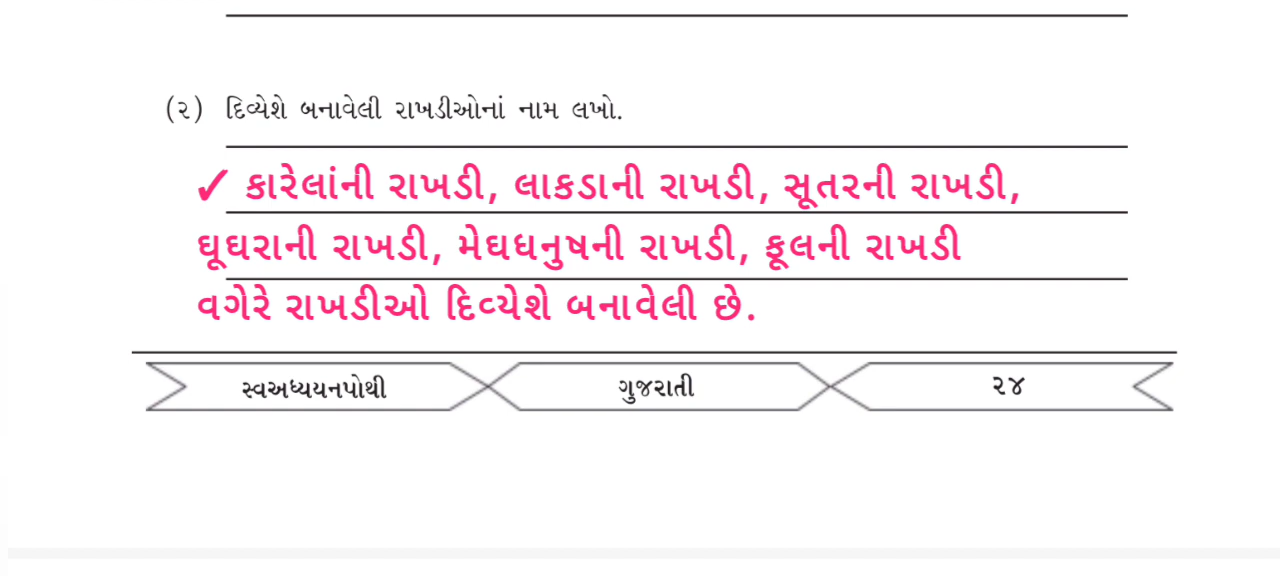 (૨) દિવ્યેશે બનાવેલી રાખડીઓનાં નામ લખો.
✓ કારેલાંની રાખડી, લાકડાની રાખડી, સૂતરની રાખડી,
ઘૂઘરાની રાખડી, મેઘધનુષની રાખડી, ફૂલની રાખડી
વગેરે રાખડીઓ દિવ્યેશે બનાવેલી છે.
સ્વઅધ્યયનપોથી ગુજરાતી ૨૪